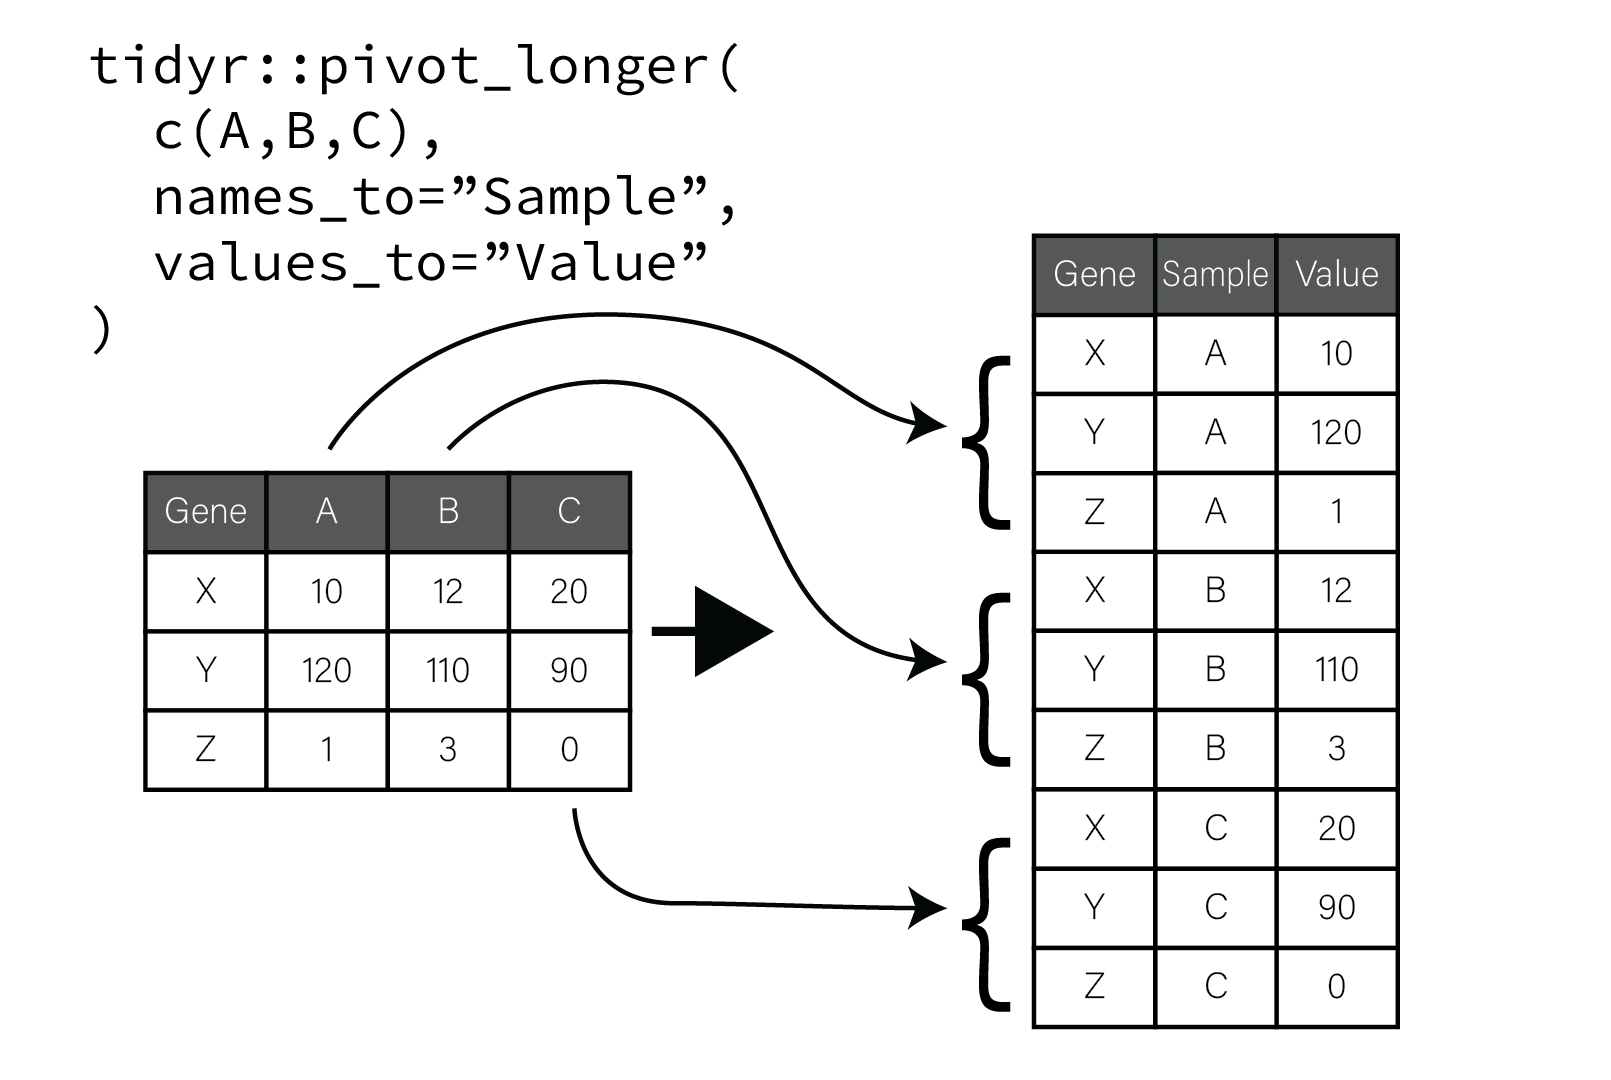 tidyr::pivot_longer(
  c(A,B,C),
  names_to=”Sample”,
  values_to=”Value”
)
Gene A B C
X 10 12 20
Y 120 110 90
Z 1 3 0
Gene Sample Value
X A 10
Y A 120
Z A 1
X B 12
Y B 110
Z B 3
X C 20
Y C 90
Z C 0